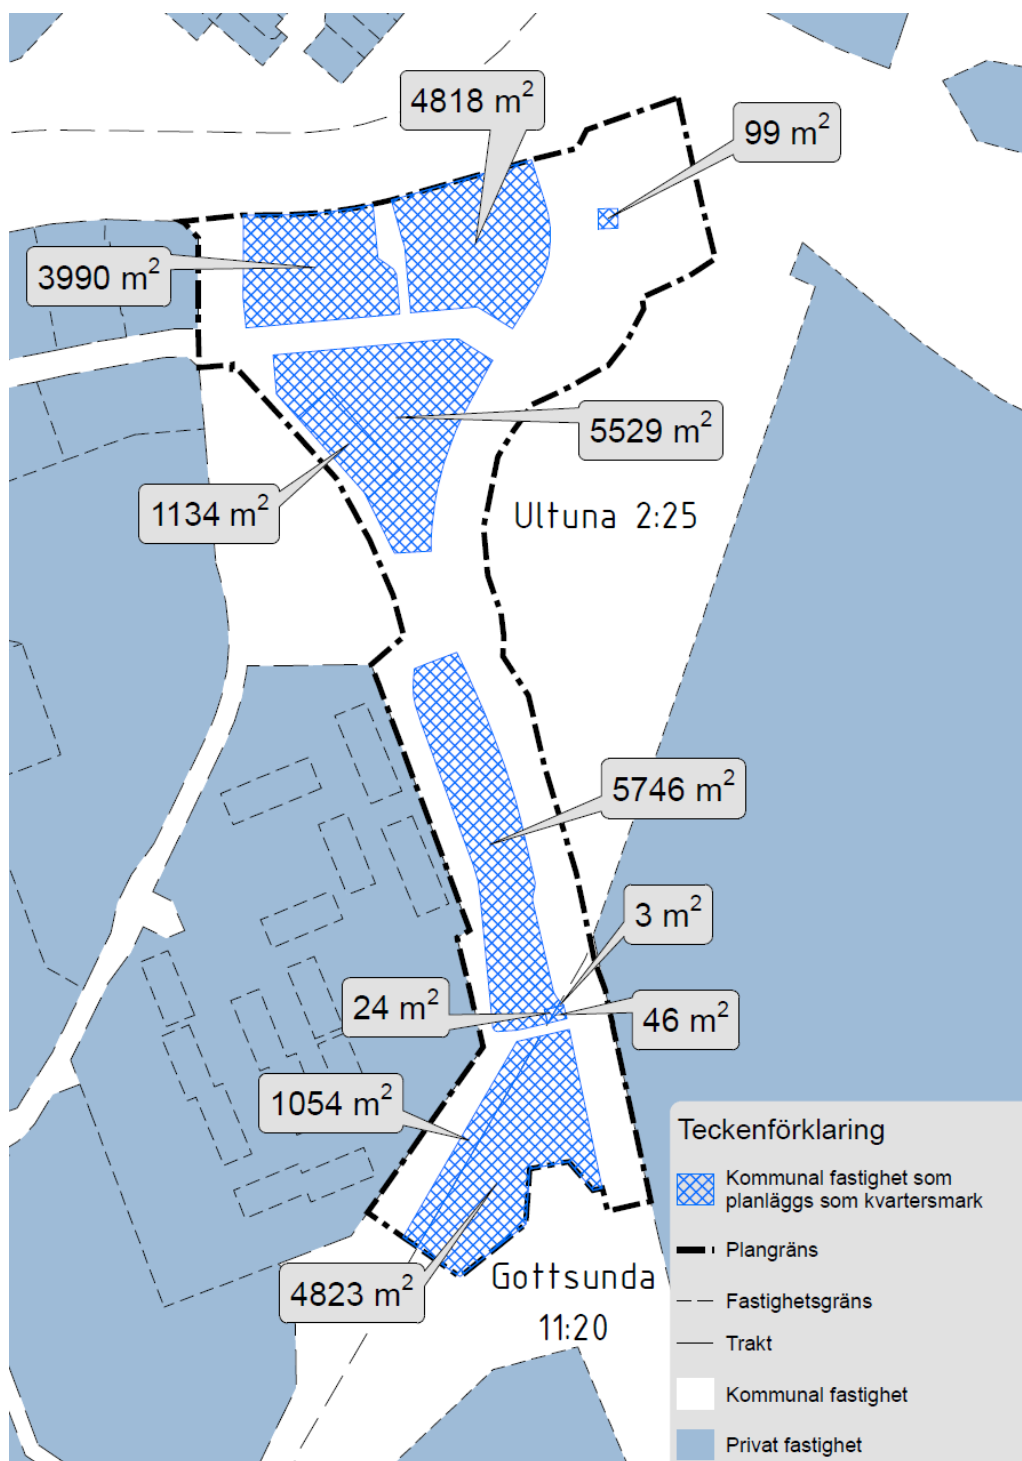 4818 m²
99 m²
3990 m²
5529 m²
1134 m²
Ultuna 2:25
5746 m²
3 m²
24 m²
46 m²
1054 m²
4823 m²
Gottsunda
11:20
Teckenförklaring
Kommunal fastighet som
planläggs som kvartersmark
Plangräns
Fastighetsgräns
Trakt
Kommunal fastighet
Privat fastighet